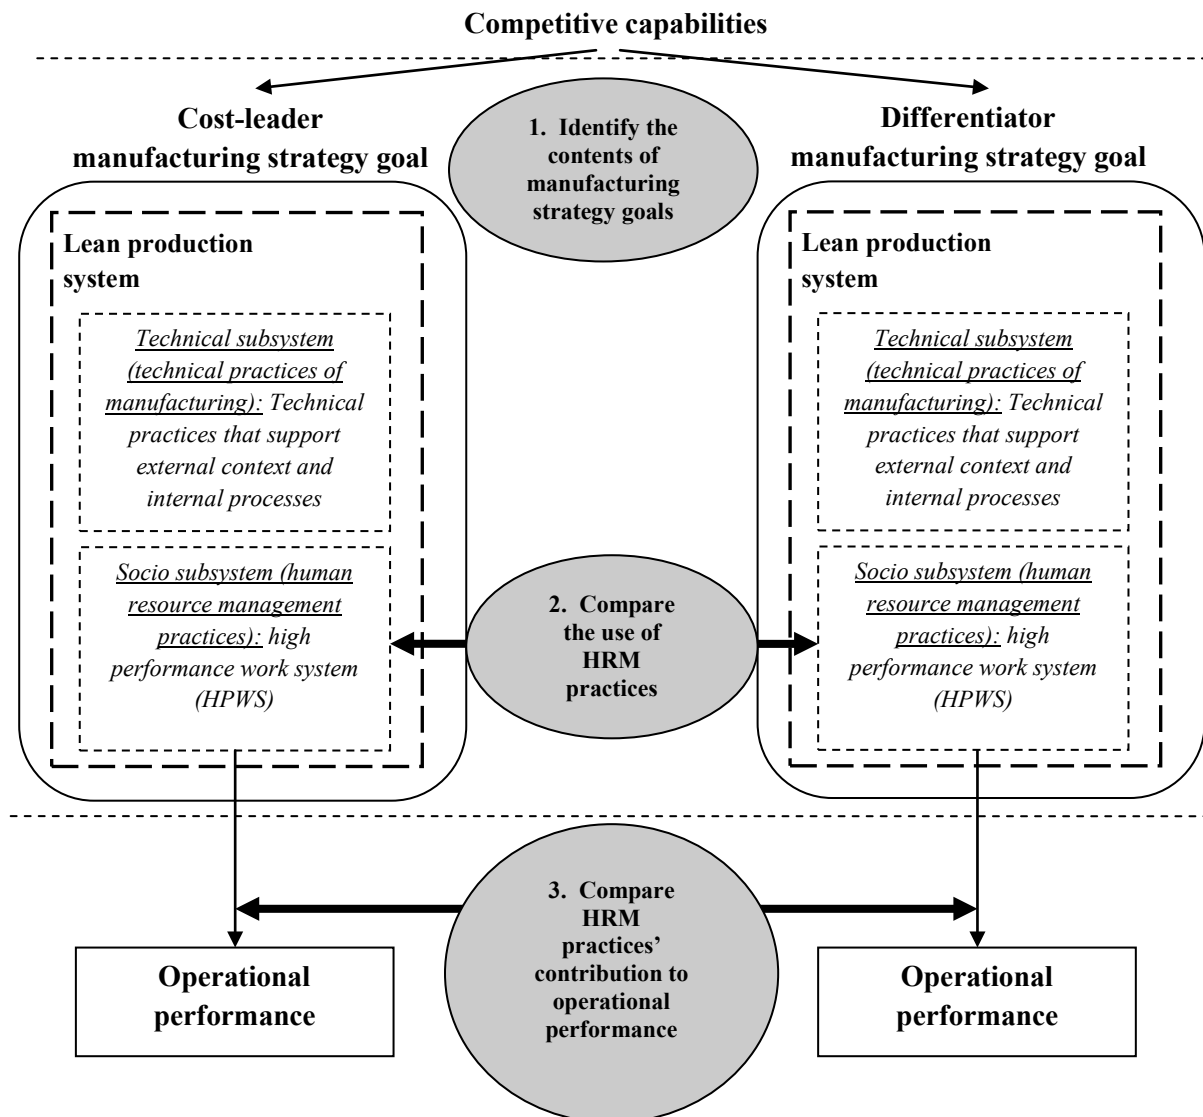 Competitive capabilities
Cost-leader
manufacturing strategy goal
1. Identify the
contents of
manufacturing
strategy goals
Differentiator
manufacturing strategy goal
Lean production
system
Technical subsystem
(technical practices of
manufacturing): Technical
practices that support
external context and
internal processes
Socio subsystem (human
resource management
practices): high
performance work system
(HPWS)
2. Compare
the use of
HRM
practices
Lean production
system
Technical subsystem
(technical practices of
manufacturing): Technical
practices that support
external context and
internal processes
Socio subsystem (human
resource management
practices): high
performance work system
(HPWS)
3. Compare
HRM
practices’
contribution to
operational
performance
Operational
performance
Operational
performance